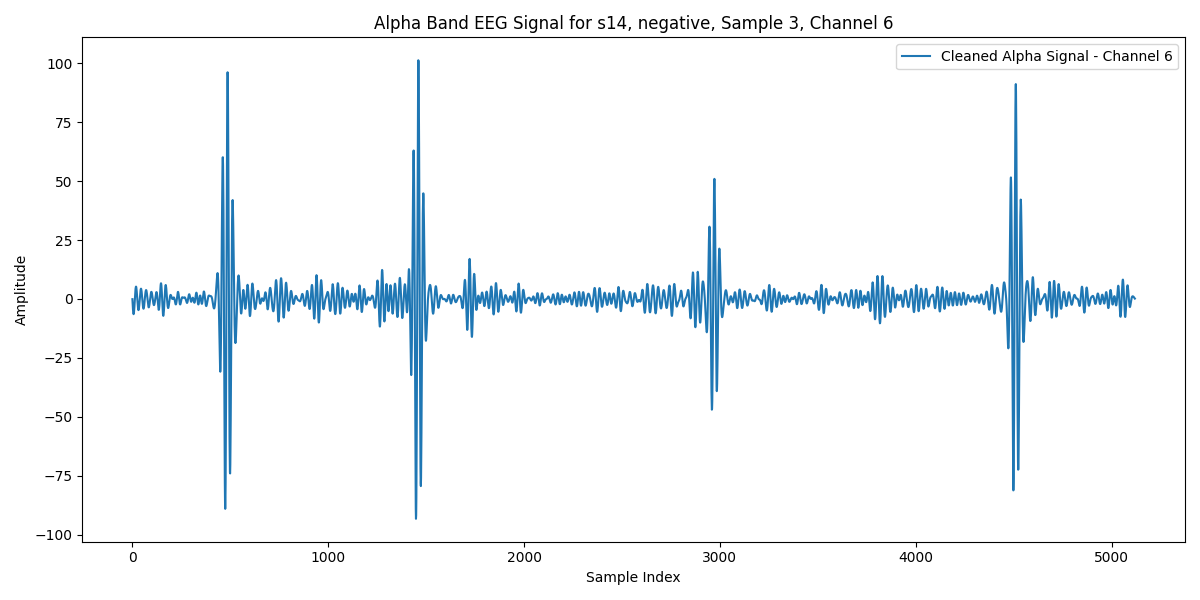 Alpha Band EEG Signal for s14, negative, Sample 3, Channel 6
Cleaned Alpha Signal - Channel 6
100
75
50
25
0
−25
−50
−75
−100
Amplitude
0 1000 2000 3000 4000 5000
Sample Index